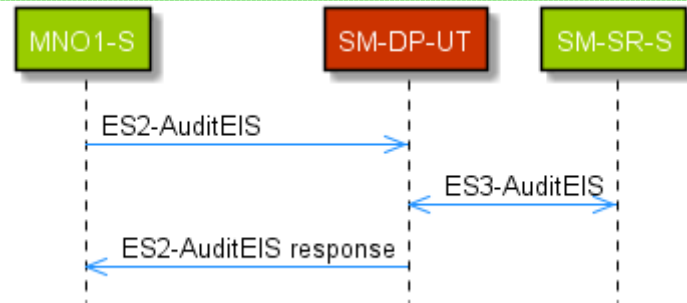 MNO1-S
SM-DP-UT
SM-SR-S
ES2-AuditEIS
ES3-AuditEIS
ES2-AuditEIS response